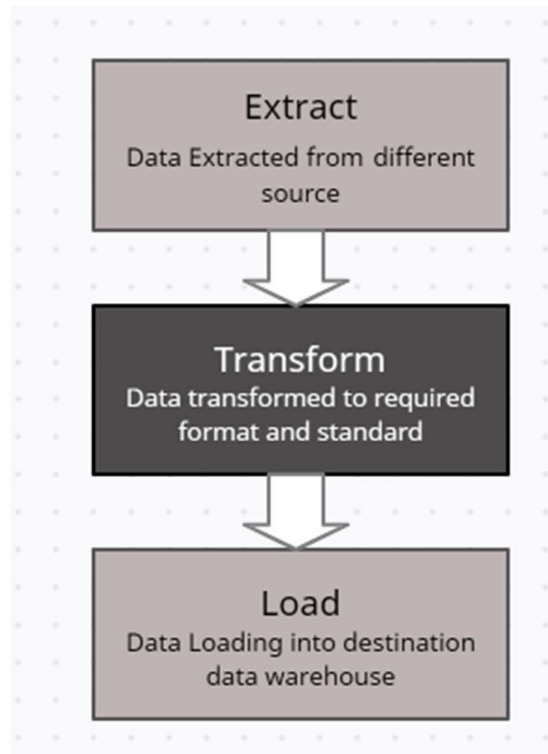 Extract
Data Extracted from different
source
Transform
Data transformed to required
format and standard
Load
Data Loading into destination
data warehouse